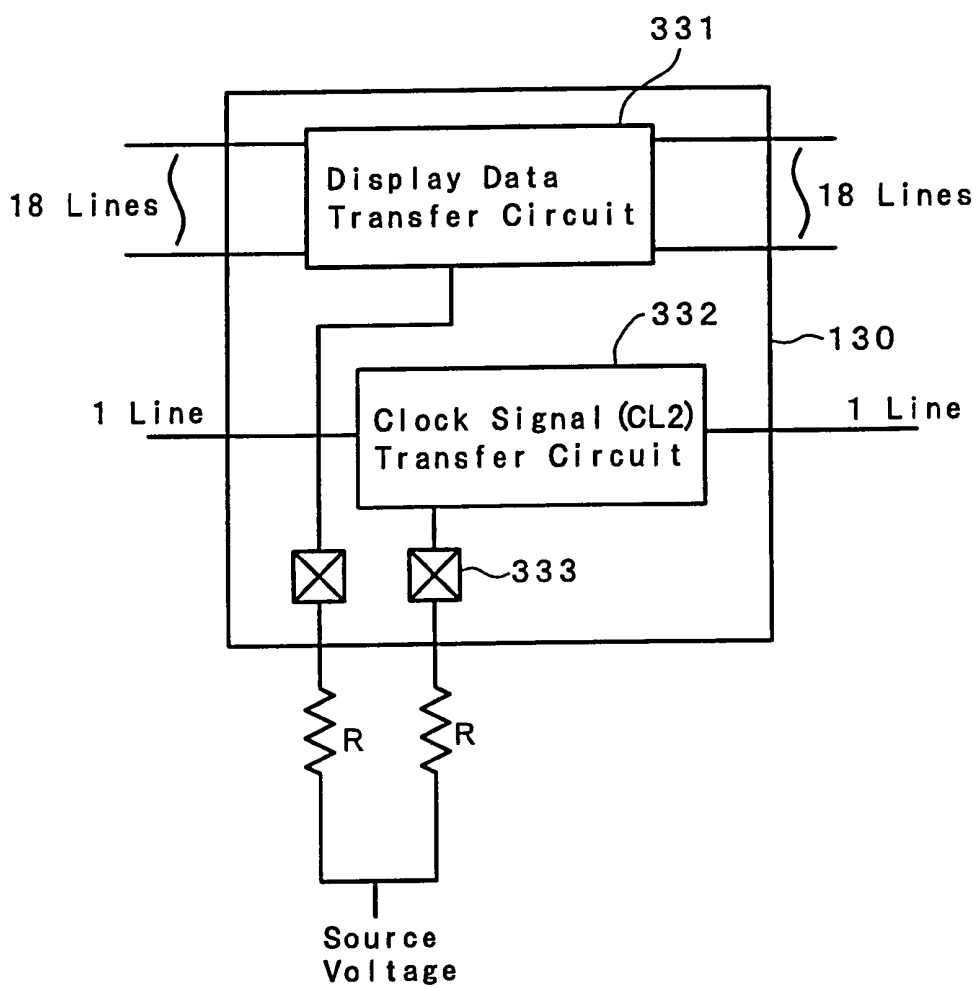 331
Display Data
Transfer Circuit
18 Lines
18 Lines
332
130
1 Line
Clock Signal (CL2)
Transfer Circuit
1 Line
333
R
R
Source
Voltage